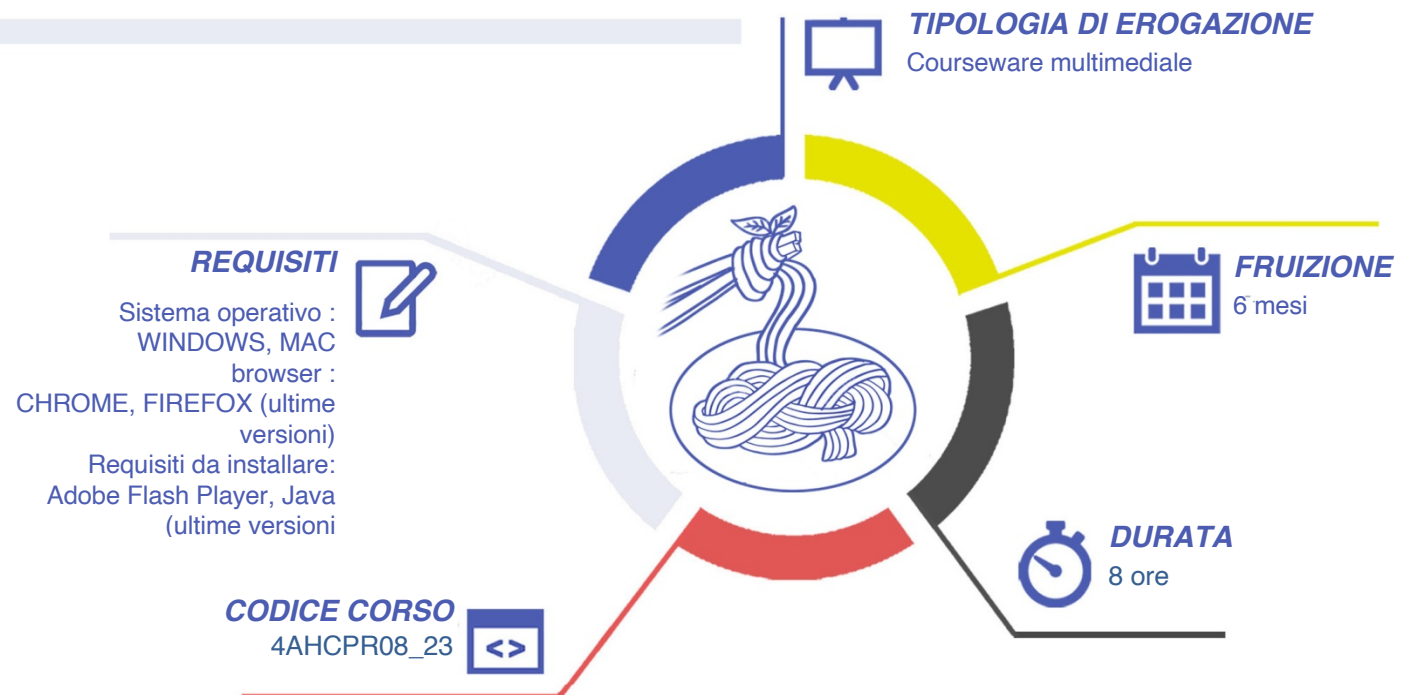 TIPOLOGIA DI EROGAZIONE
Courseware multimediale
REQUISITI
Sistema operativo :
WINDOWS, MAC
browser :
CHROME, FIREFOX (ultime
versioni)
Requisiti da installare:
Adobe Flash Player, Java
(ultime versioni
FRUIZIONE
6 mesi
DURATA
8 ore
CODICE CORSO
4AHCPR08_23